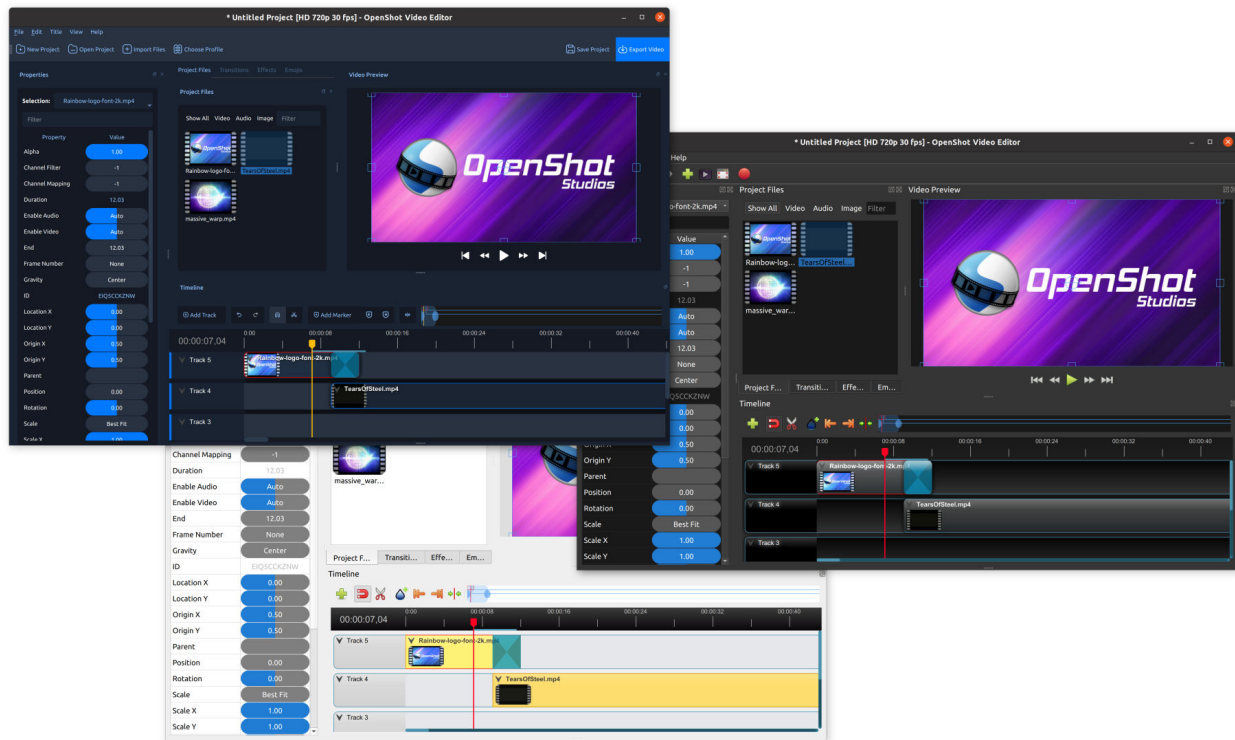 * Untitled Project [HD 720p 30 fps] - OpenShot Video Editor
File Edit Title View Help
New Project Open Project Import Files Choose Profile Save Project Export Video
Properties
Selection: Rainbow-logo-font-2k.mp4
Filter
Property Value
Alpha 1.00
Channel Filter -1
Channel Mapping -1
Duration 12.03
Enable Audio Auto
Enable Video Auto
End 12.03
Frame Number None
Gravity Center
ID EIQSCCKZNW
Location X 0.00
Location Y 0.00
Origin X 0.50
Origin Y 0.50
Parent
Position 0.00
Rotation 0.00
Scale Best Fit
Scale X 1.00
Project Files Transitions Effects Emojis
Project Files
Show All Video Audio Image Filter
OpenShot
Rainbow-logo-fo... TearsOfSteel.mp4
massive_warp.mp4
Video Preview
OpenShot
Studios
Timeline
Add Track Add Marker
00:00:07,04
0:00 00:00:08 00:00:16 00:00:24 00:00:32 00:00:40
Track 5 Rainbow-logo-font-2k.mp4
Track 4 TearsOfSteel.mp4
Track 3
* Untitled Project [HD 720p 30 fps] - OpenShot Video Editor
Help
o-font-2k.mp4
Value
1.00
-1
-1
12.03
Auto
Auto
12.03
None
Center
QSCCKZNW
0.00
0.00
0.50
Origin Y 0.50
Parent
Position 0.00
Rotation 0.00
Scale Best Fit
Scale X 1.00
Scale Y 1.00
Project Files
Show All Video Audio Image Filter
OpenShot
Rainbow-log... TearsOfSteel....
massive_war...
Project F... Transiti... Effe... Em...
Video Preview
OpenShot
Studios
Timeline
00:00:07,04
0:00 00:00:08 00:00:16 00:00:24 00:00:32 00:00:40
Track 5 Rainbow-logo-font-2k.m
Track 4 TearsOfSteel.mp4
Track 3
Channel Mapping -1
Duration 12.03
Enable Audio Auto
Enable Video Auto
End 12.03
Frame Number None
Gravity Center
ID EIQSCCKZNW
Location X 0.00
Location Y 0.00
Origin X 0.50
Origin Y 0.50
Parent
Position 0.00
Rotation 0.00
Scale Best Fit
Scale X 1.00
Scale Y 1.00
massive_war...
Project F... Transiti... Effe... Em...
Timeline
00:00:07,04
0:00 00:00:08 00:00:16 00:00:24 00:00:32 00:00:40
Track 5 Rainbow-logo-font-2k.mp4
Track 4 TearsOfSteel.mp4
Track 3